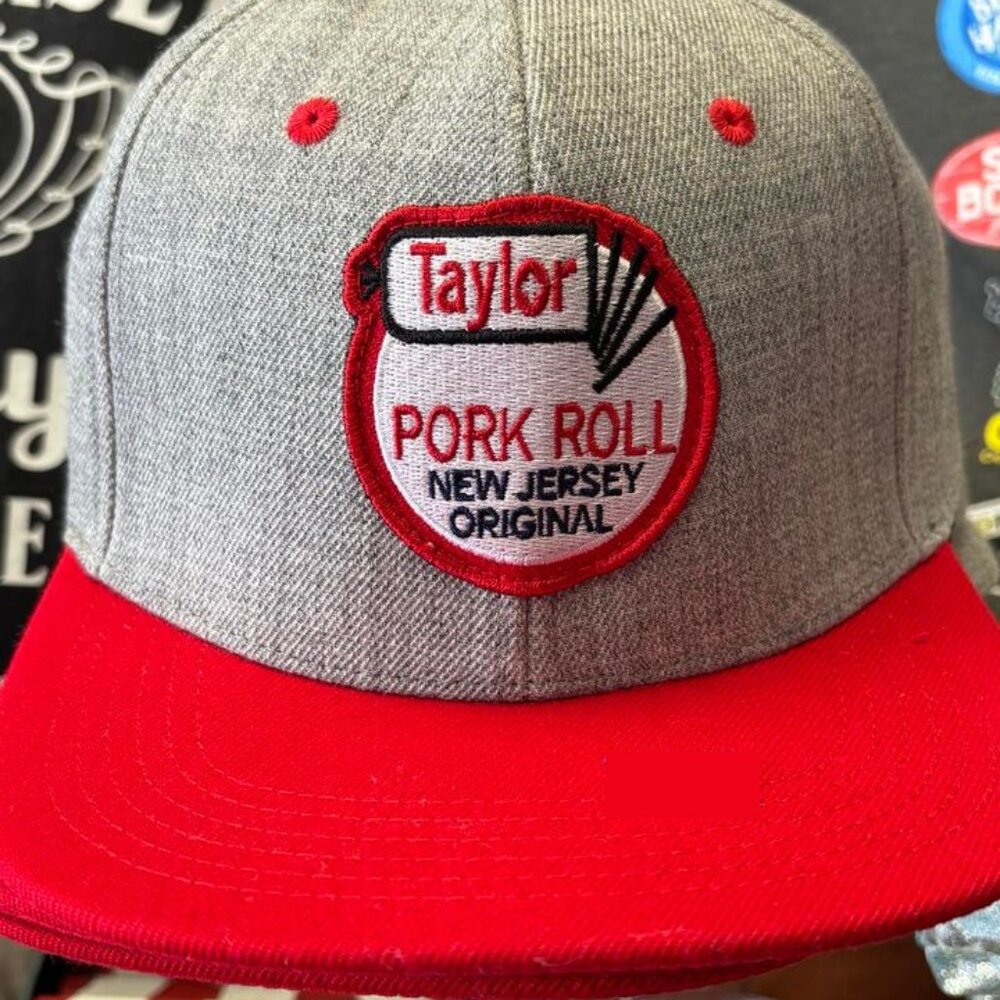 Taylor
PORK ROLL
NEW JERSEY
ORIGINAL